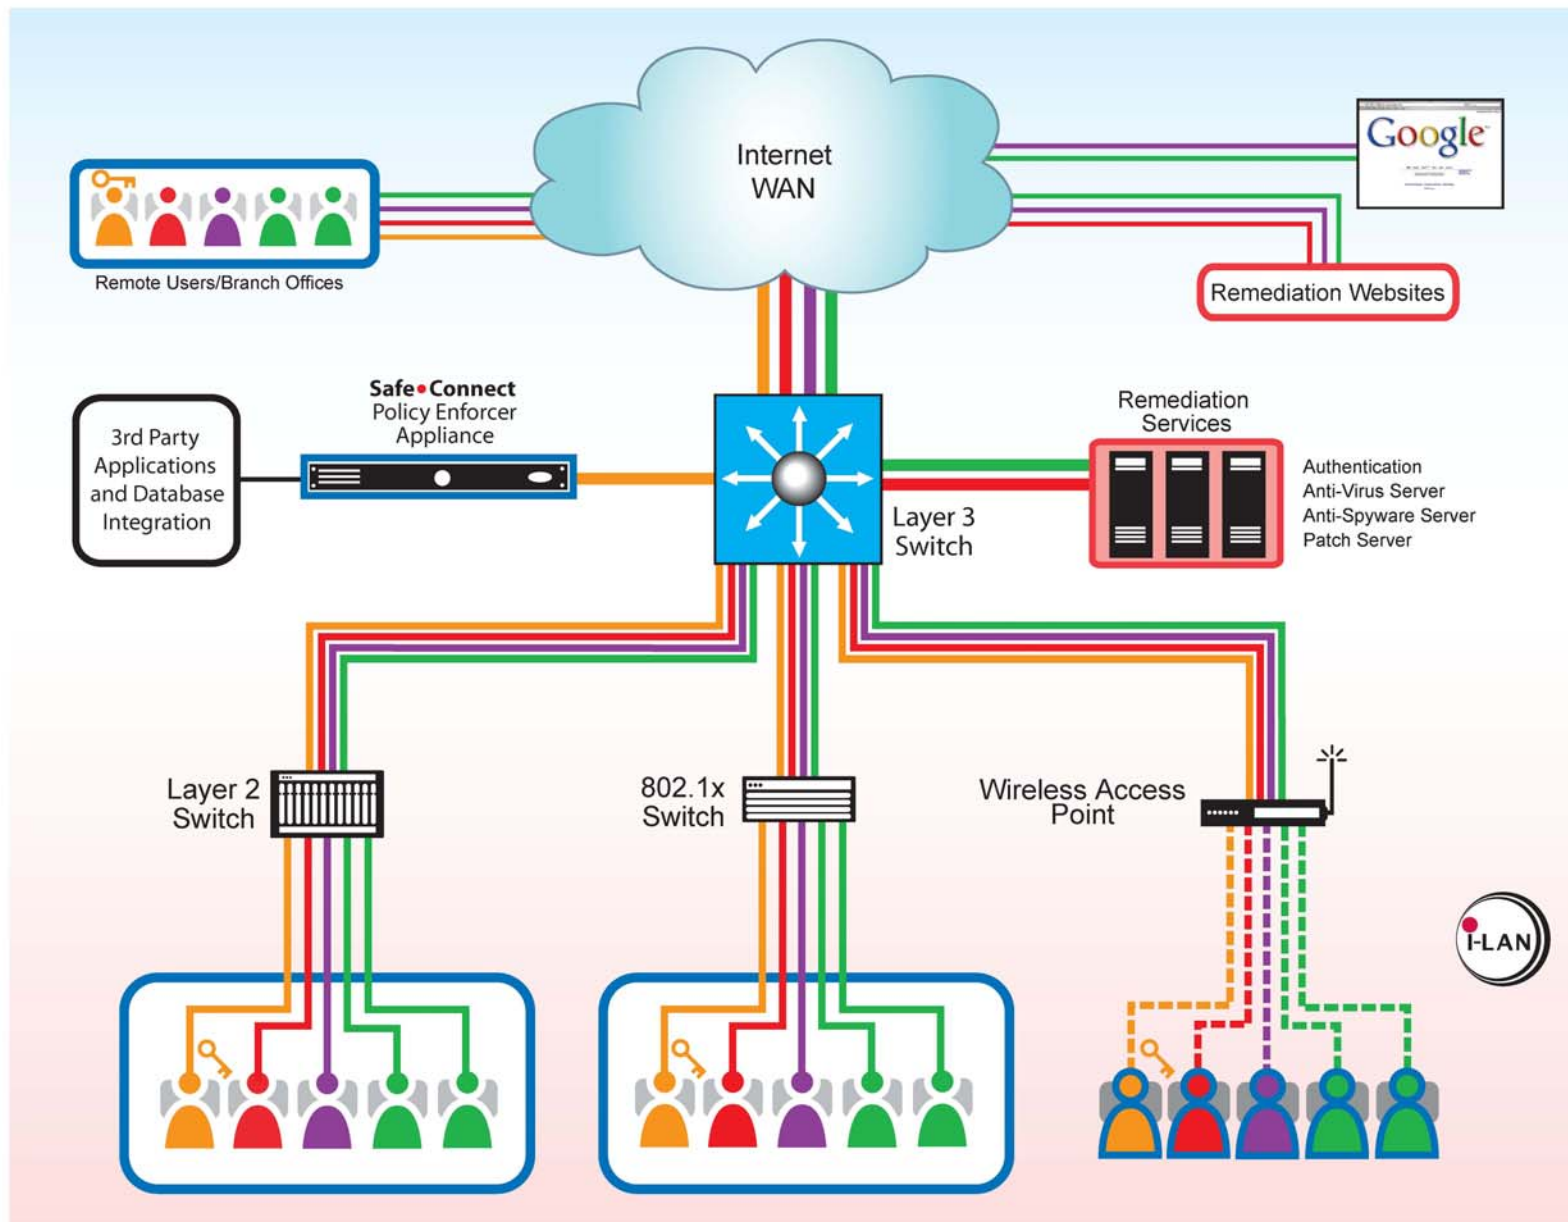 Internet
WAN
Google
Remote Users/Branch Offices
Remediation Websites
Safe•Connect
Policy Enforcer
Appliance
3rd Party
Applications
and Database
Integration
Layer 3
Switch
Remediation
Services
Authentication
Anti-Virus Server
Anti-Spyware Server
Patch Server
Layer 2
Switch
802.1x
Switch
Wireless Access
Point
i-LAN